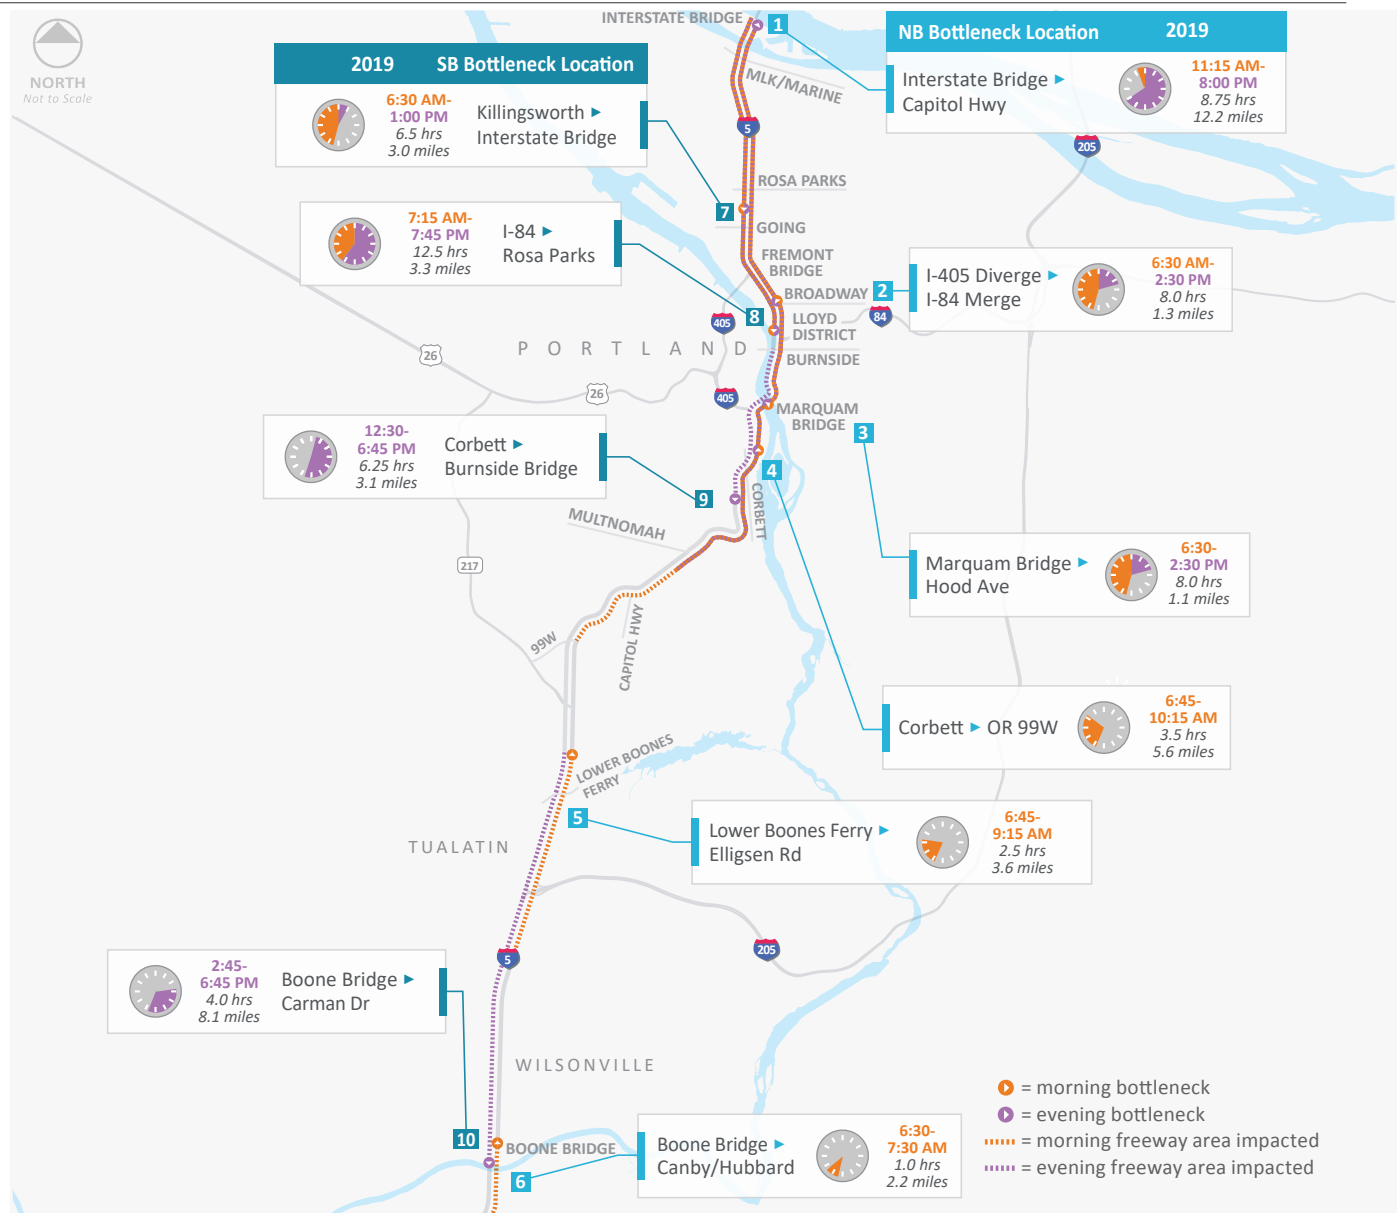 NORTH
Not to Scale
2019 SB Bottleneck Location
6:30 AM-
1:00 PM
6.5 hrs
3.0 miles
Killingsworth ►
Interstate Bridge
7:15 AM-
7:45 PM
12.5 hrs
3.3 miles
I-84 ►
Rosa Parks
12:30-
6:45 PM
6.25 hrs
3.1 miles
Corbett ►
Burnside Bridge
2:45-
6:45 PM
4.0 hrs
8.1 miles
Boone Bridge ►
Carman Dr
NB Bottleneck Location 2019
Interstate Bridge ►
Capitol Hwy
11:15 AM-
8:00 PM
8.75 hrs
12.2 miles
I-405 Diverge ►
I-84 Merge
6:30 AM-
2:30 PM
8.0 hrs
1.3 miles
Marquam Bridge ►
Hood Ave
6:30-
2:30 PM
8.0 hrs
1.1 miles
Corbett ► OR 99W
6:45-
10:15 AM
3.5 hrs
5.6 miles
Lower Boones Ferry ►
Elligsen Rd
6:45-
9:15 AM
2.5 hrs
3.6 miles
Boone Bridge ►
Canby/Hubbard
6:30-
7:30 AM
1.0 hrs
2.2 miles
INTERSTATE BRIDGE
1
MLK/MARINE
5
205
ROSA PARKS
7
GOING
FREMONT
BRIDGE
BROADWAY
2
8
405
LLOYD
DISTRICT
84
PORTLAND
BURNSIDE
26
26
405
MARQUAM
BRIDGE
3
4
9
CORBETT
MULTNOMAH
217
99W
CAPITOL HWY
LOWER BOONES
FERRY
5
TUALATIN
205
5
WILSONVILLE
10
BOONE BRIDGE
6
= morning bottleneck
= evening bottleneck
= morning freeway area impacted
= evening freeway area impacted